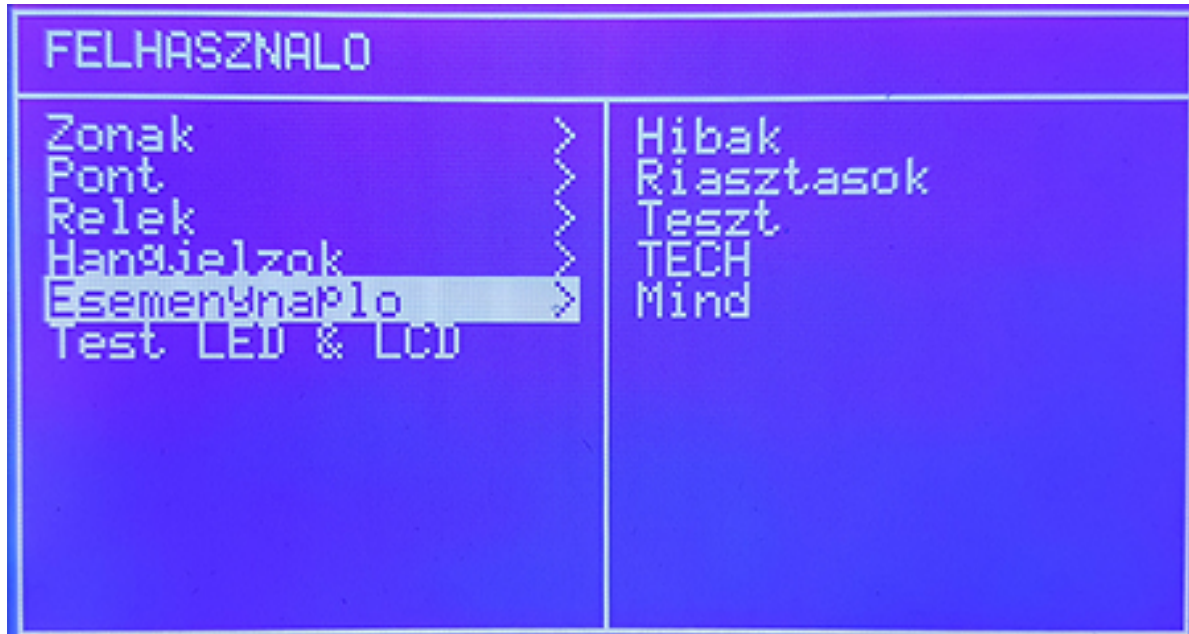 FELHASZNALO
Zonak >
Pont >
Relek >
Hangjelzok >
Esemenynaplo >
Test LED & LCD
Hibak
Riasztasok
Teszt
TECH
Mind